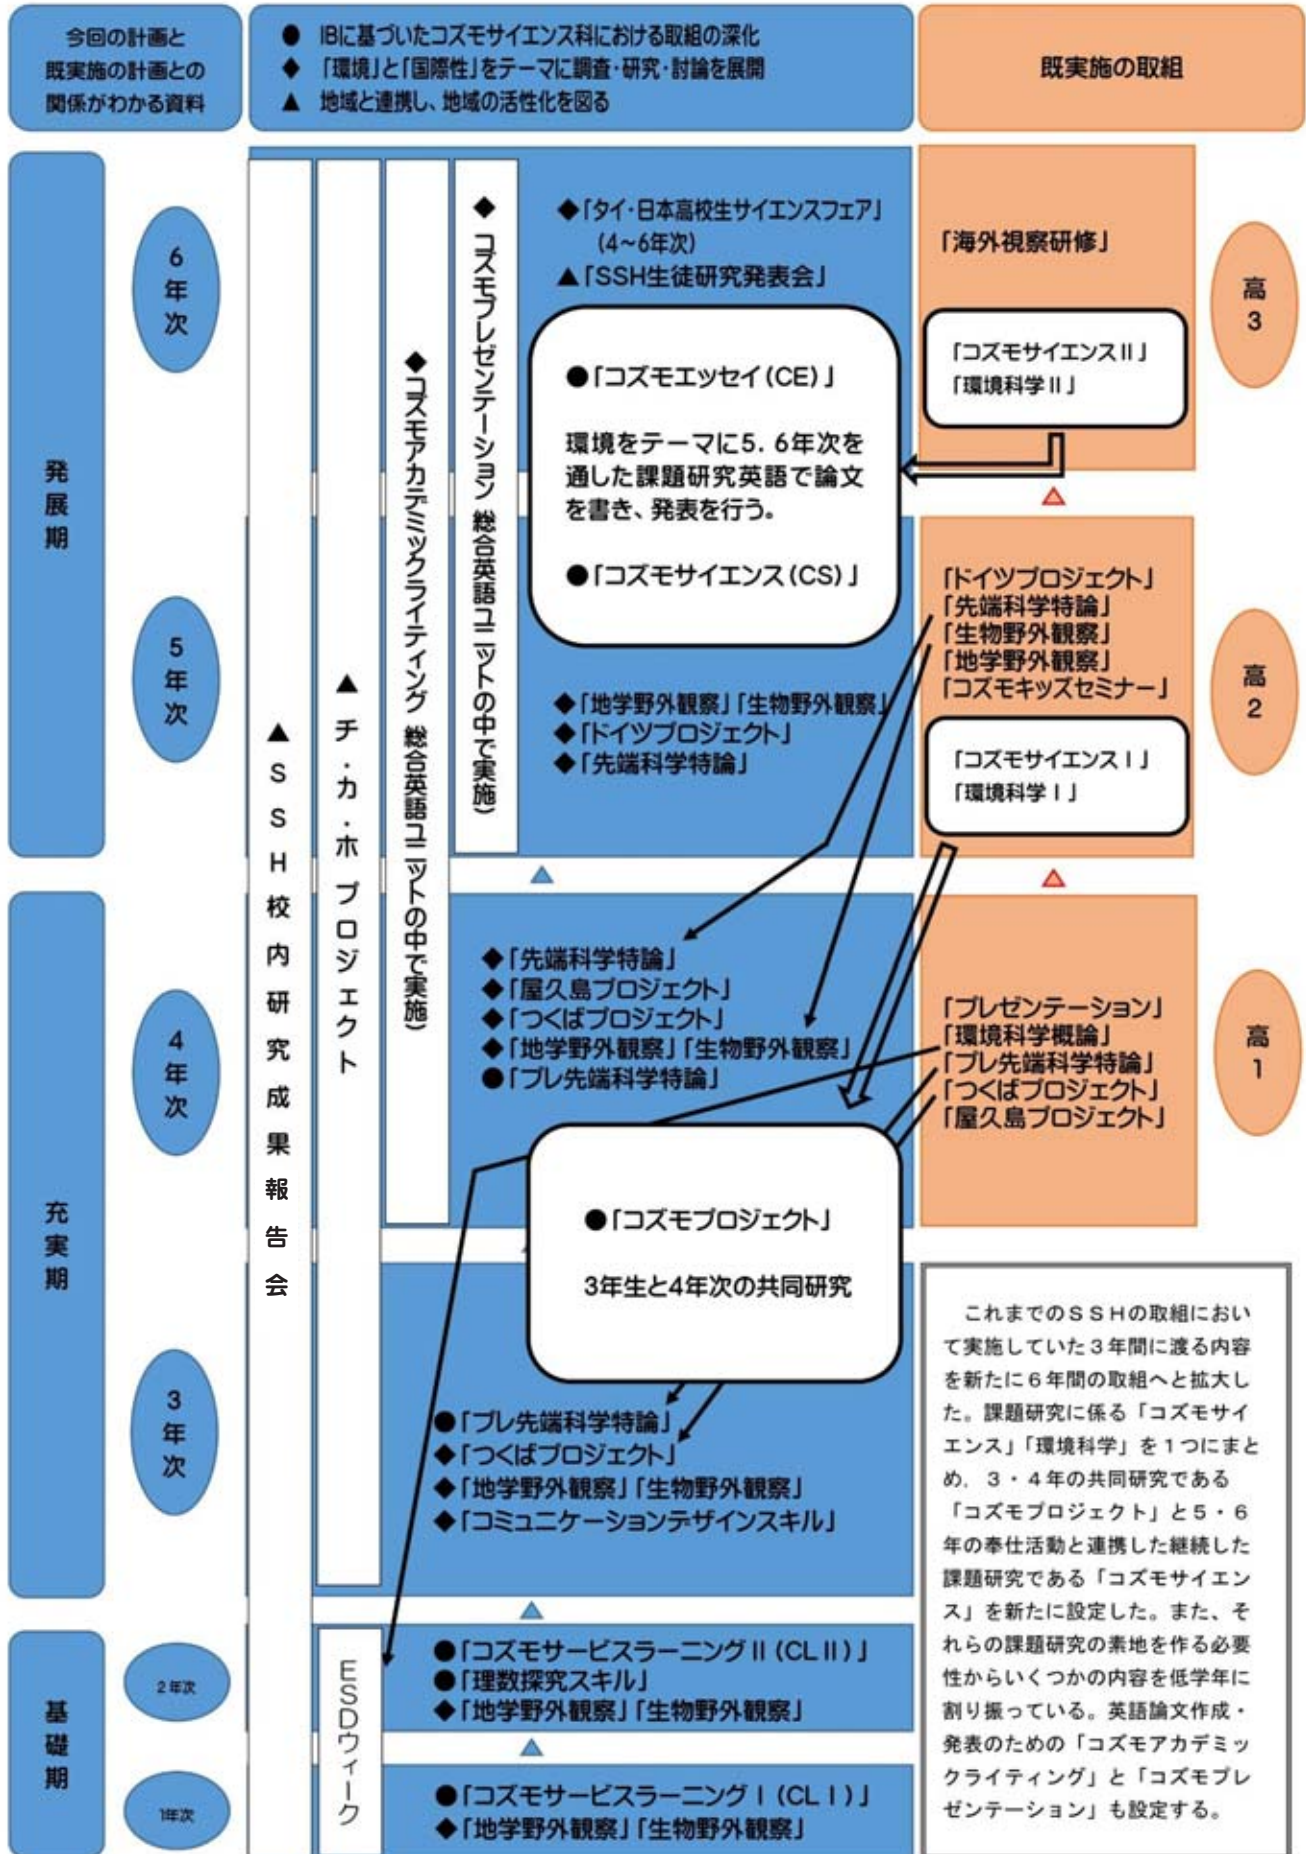 今回の計画と
既実施の計画との
関係がわかる資料
● IBに基づいたコズモサイエンス科における取組の深化
◆ 「環境」と「国際性」をテーマに調査・研究・討論を展開
▲ 地域と連携し、地域の活性化を図る
既実施の取組
発展期
6年次
5年次
充実期
4年次
3年次
基礎期
2年次
1年次
▲SSH校内研究成果報告会
▲チ・カ・ホ プロジェクト
ESDウィーク
◆コズモアカデミックライティング 総合英語ユニットの中で実施)
◆ コズモプレゼンテーション 総合英語ユニットの中で実施)
◆「タイ・日本高校生サイエンスフェア」
(4~6年次)
▲「SSH生徒研究発表会」
●「コズモエッセイ(CE)」
環境をテーマに5. 6年次を
通した課題研究英語で論文
を書き、発表を行う。
●「コズモサイエンス(CS)」
◆「地学野外観察」「生物野外観察」
◆「ドイツプロジェクト」
◆「先端科学特論」
◆「先端科学特論」
◆「屋久島プロジェクト」
◆「つくばプロジェクト」
◆「地学野外観察」「生物野外観察」
●「プレ先端科学特論」
●「コズモプロジェクト」
3年生と4年次の共同研究
●「プレ先端科学特論」
◆「つくばプロジェクト」
◆「地学野外観察」「生物野外観察」
◆「コミュニケーションデザインスキル」
●「コズモサービスラーニングⅡ(CLⅡ)」
●「理数探究スキル」
◆「地学野外観察」「生物野外観察」
●「コズモサービスラーニングⅠ(CLⅠ)」
◆「地学野外観察」「生物野外観察」
「海外視察研修」
「コズモサイエンスⅡ」
「環境科学Ⅱ」
高3
「ドイツプロジェクト」
「先端科学特論」
「生物野外観察」
「地学野外観察」
「コズモキッズセミナー」
「コズモサイエンスⅠ」
「環境科学Ⅰ」
高2
「プレゼンテーション」
「環境科学概論」
「プレ先端科学特論」
「つくばプロジェクト」
「屋久島プロジェクト」
高1
これまでのSSHの取組におい
て実施していた3年間に渡る内容
を新たに6年間の取組へと拡大し
た。課題研究に係る「コズモサイ
エンス」「環境科学」を1つにまと
め、3・4年の共同研究である
「コズモプロジェクト」と5・6
年の奉仕活動と連携した継続した
課題研究である「コズモサイエン
ス」を新たに設定した。また、そ
れらの課題研究の素地を作る必要
性からいくつかの内容を低学年に
割り振っている。英語論文作成・
発表のための「コズモアカデミッ
クライティング」と「コズモプレ
ゼンテーション」も設定する。